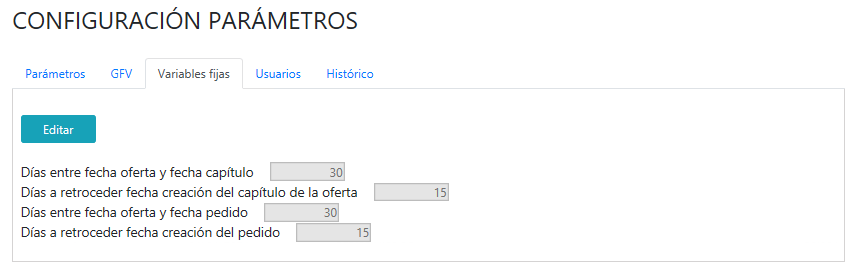 CONFIGURACIÓN PARÁMETROS
Parámetros GFV Variables fijas Usuarios Histórico
Editar
Días entre fecha oferta y fecha capítulo 30
Días a retroceder fecha creación del capítulo de la oferta 15
Días entre fecha oferta y fecha pedido 30
Días a retroceder fecha creación del pedido 15